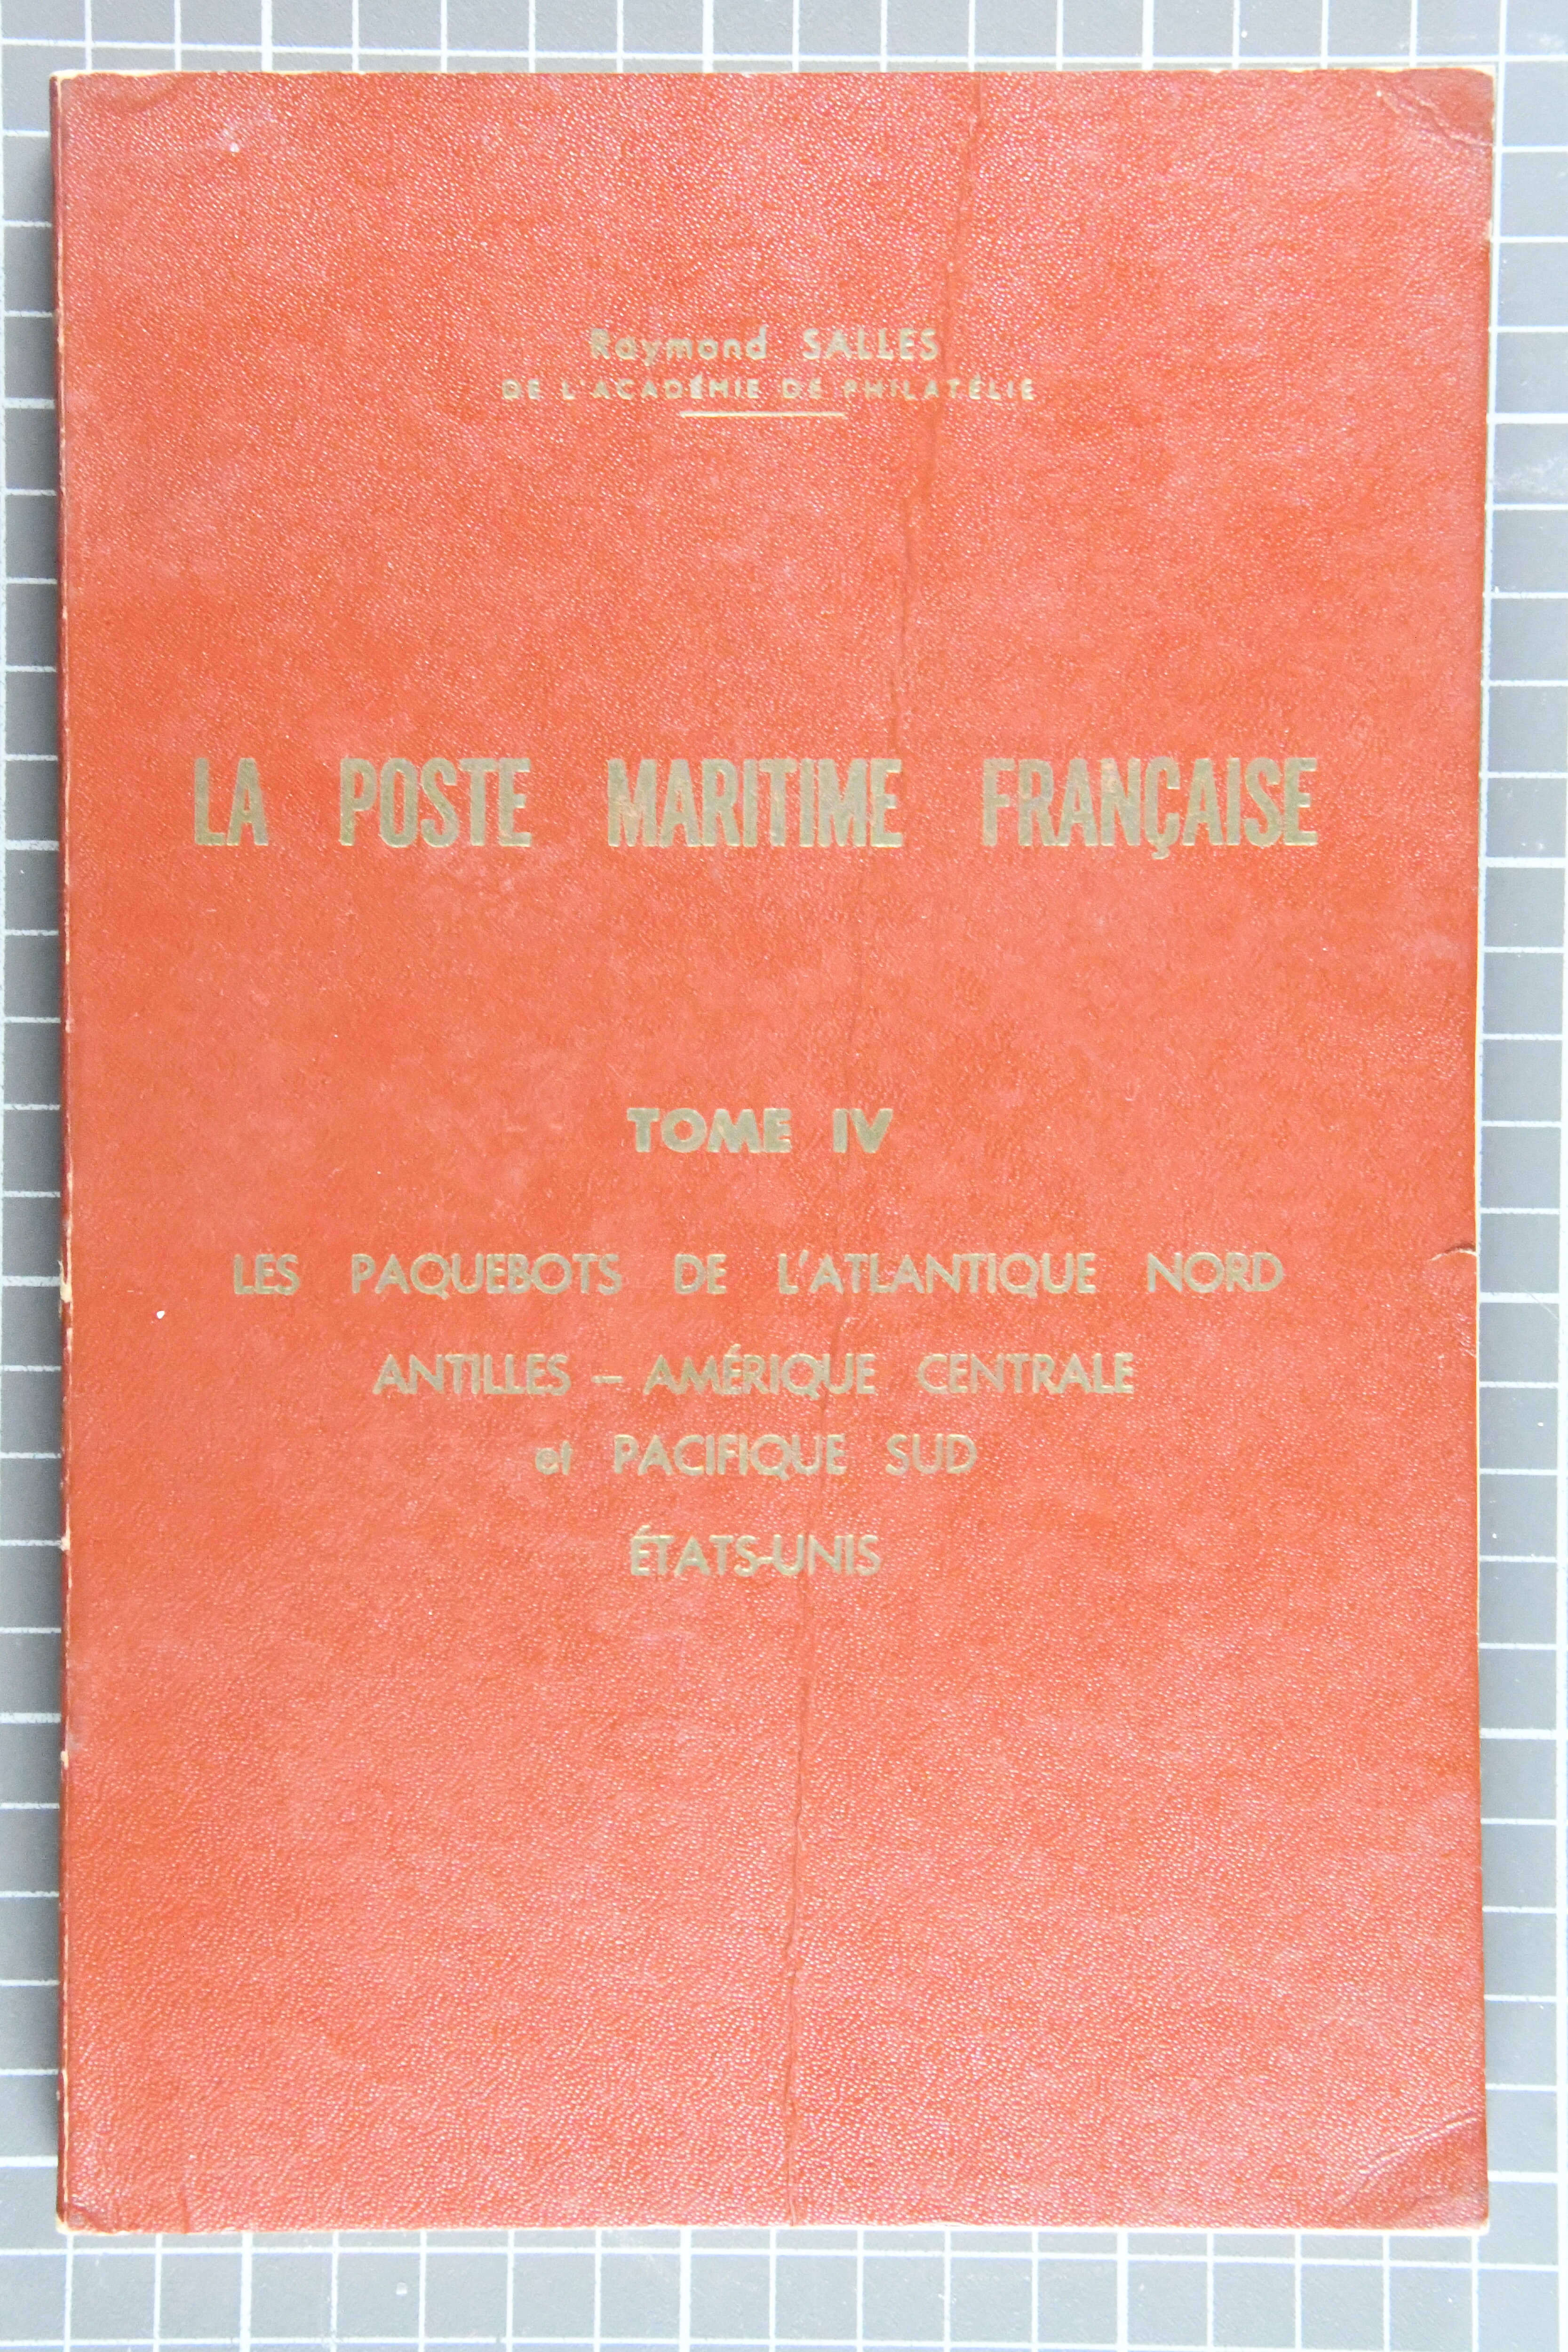 Raymond SALLES
DE L'ACADÉMIE DE PHILATÉLIE
LA POSTE MARITIME FRANÇAISE
TOME IV
LES PAQUEBOTS DE L'ATLANTIQUE NORD
ANTILLES – AMÉRIQUE CENTRALE
et PACIFIQUE SUD
ÉTATS-UNIS